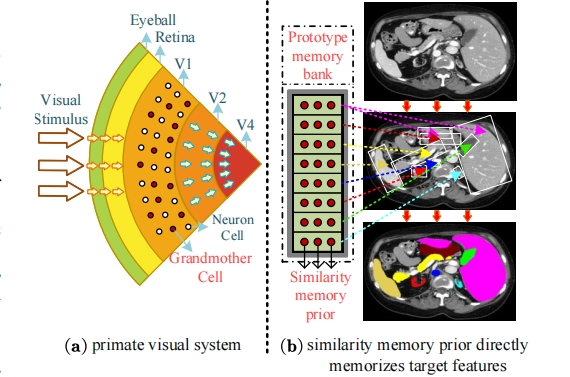 Eyeball
Retina
V1
V2
V4
Visual
Stimulus
Neuron
Cell
Grandmother
Cell
(a) primate visual system
Prototype
memory
bank
Similarity
memory
prior
(b) similarity memory prior directly
memorizes target features